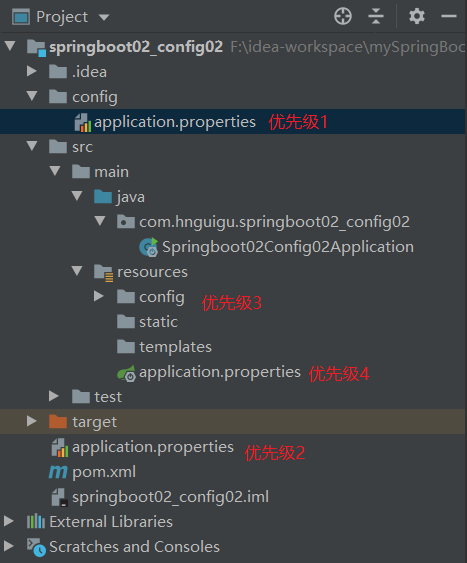 Project
springboot02_config02 F:\idea-workspace\mySpringBoo
.idea
config
application.properties 优先级1
src
main
java
com.hnguigu.springboot02_config02
Springboot02Config02Application
resources
config 优先级3
static
templates
application.properties 优先级4
test
target
application.properties 优先级2
pom.xml
springboot02_config02.iml
External Libraries
Scratches and Consoles